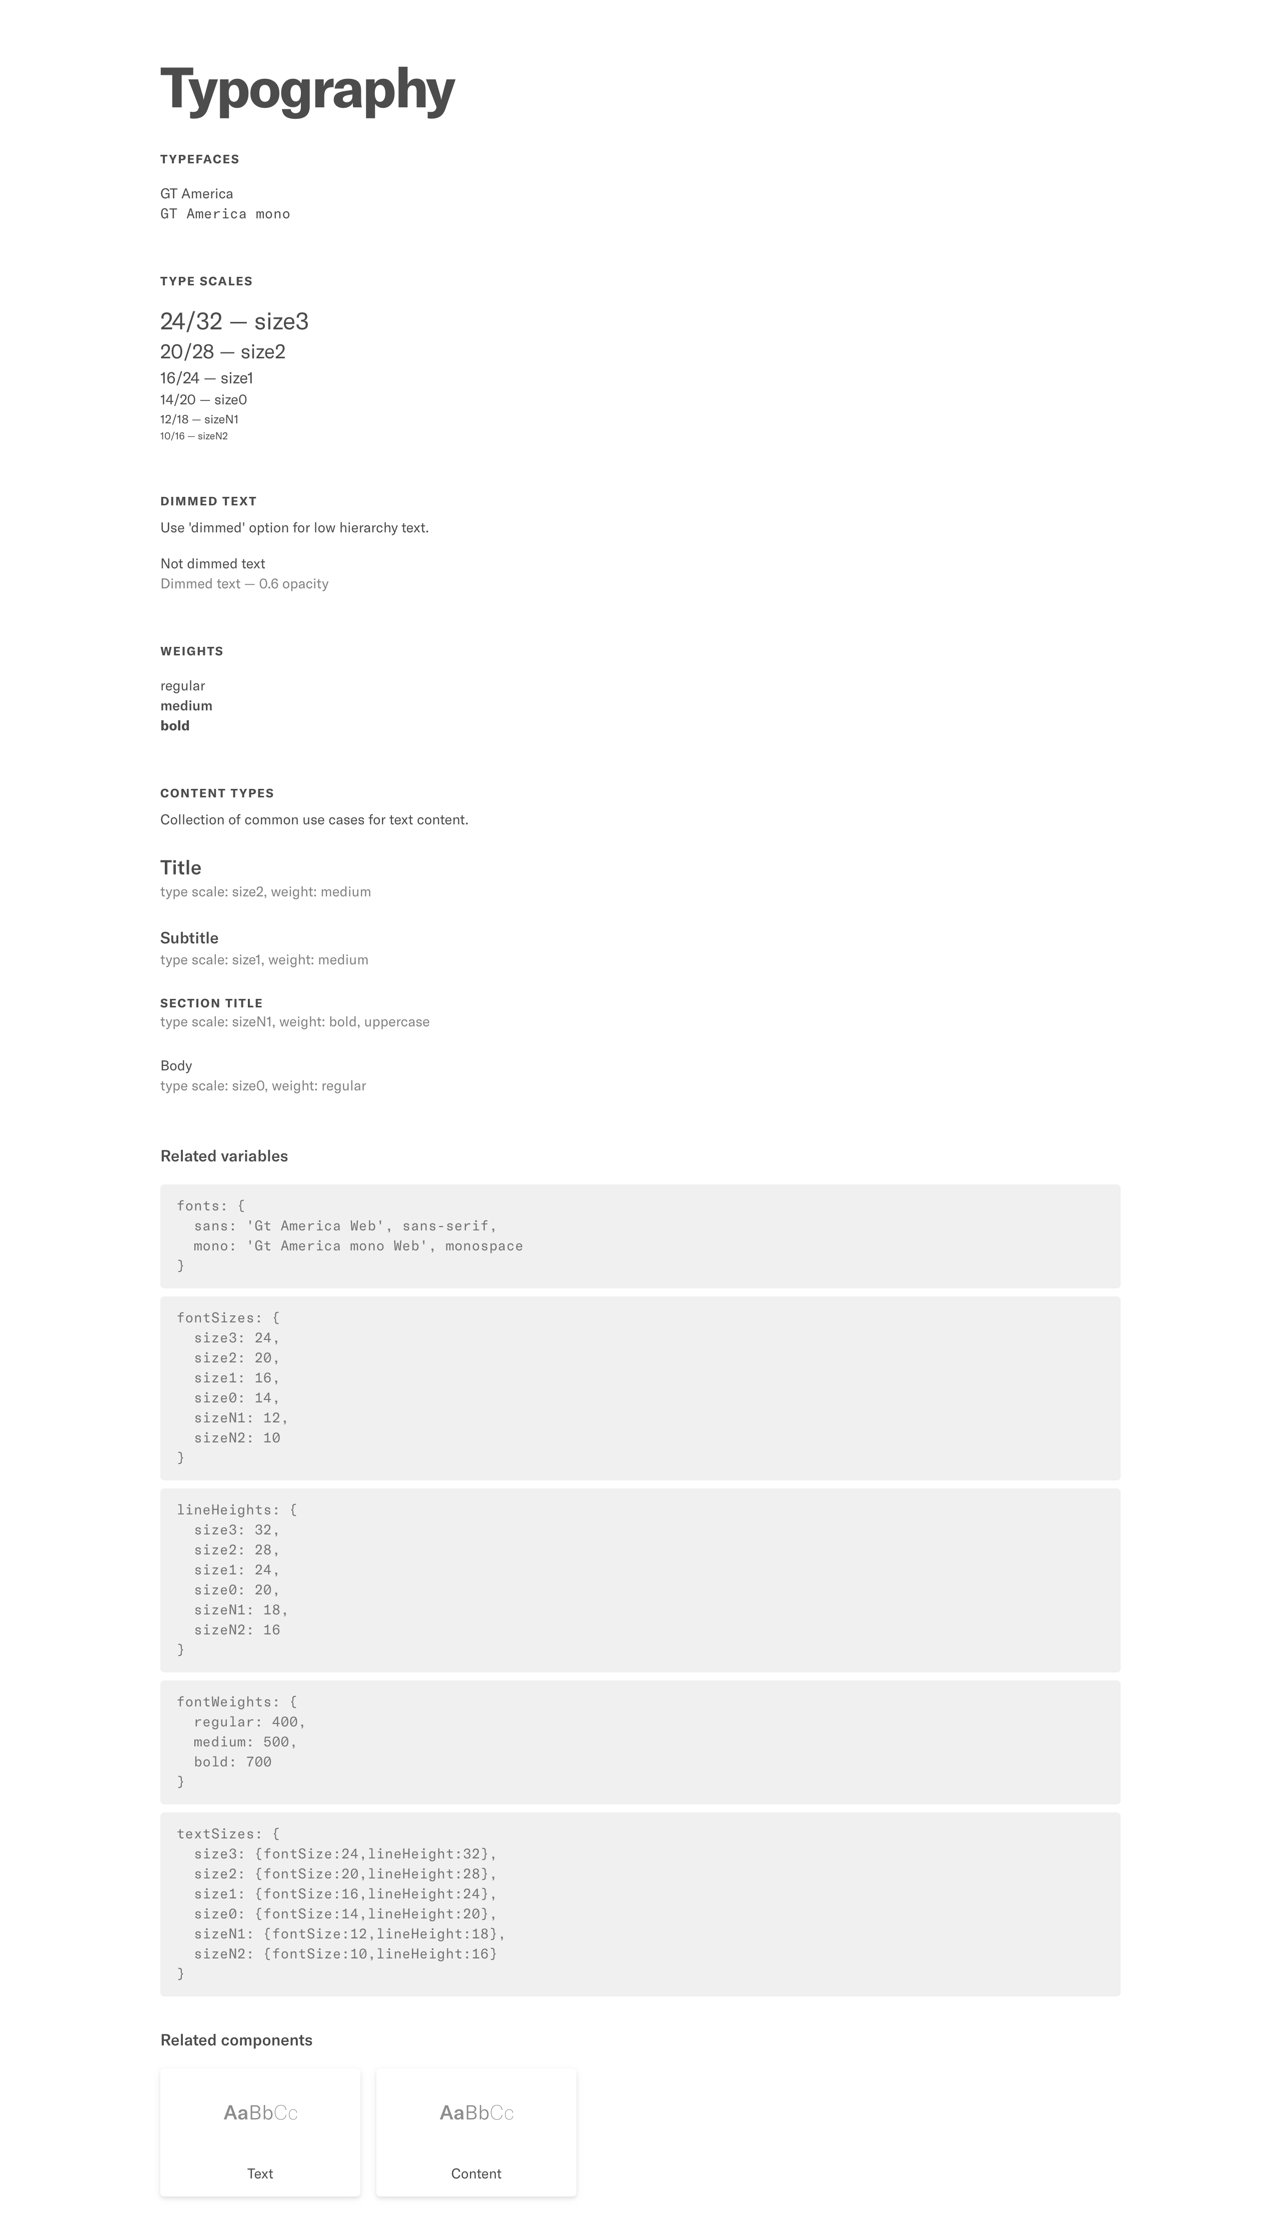 Typography
TYPEFACES
GT America
GT America mono
TYPE SCALES
24/32 — size3
20/28 — size2
16/24 — size1
14/20 — size0
12/18 — sizeN1
10/16 — sizeN2
DIMMED TEXT
Use 'dimmed' option for low hierarchy text.
Not dimmed text
Dimmed text — 0.6 opacity
WEIGHTS
regular
medium
bold
CONTENT TYPES
Collection of common use cases for text content.
Title
type scale: size2, weight: medium
Subtitle
type scale: size1, weight: medium
SECTION TITLE
type scale: sizeN1, weight: bold, uppercase
Body
type scale: size0, weight: regular
Related variables
fonts: {
  sans: 'Gt America Web', sans-serif,
  mono: 'Gt America mono Web', monospace
}
fontSizes: {
  size3: 24,
  size2: 20,
  size1: 16,
  size0: 14,
  sizeN1: 12,
  sizeN2: 10
}
lineHeights: {
  size3: 32,
  size2: 28,
  size1: 24,
  size0: 20,
  sizeN1: 18,
  sizeN2: 16
}
fontWeights: {
  regular: 400,
  medium: 500,
  bold: 700
}
textSizes: {
  size3: {fontSize:24,lineHeight:32},
  size2: {fontSize:20,lineHeight:28},
  size1: {fontSize:16,lineHeight:24},
  size0: {fontSize:14,lineHeight:20},
  sizeN1: {fontSize:12,lineHeight:18},
  sizeN2: {fontSize:10,lineHeight:16}
}
Related components
AaBbCc
Text
AaBbCc
Content